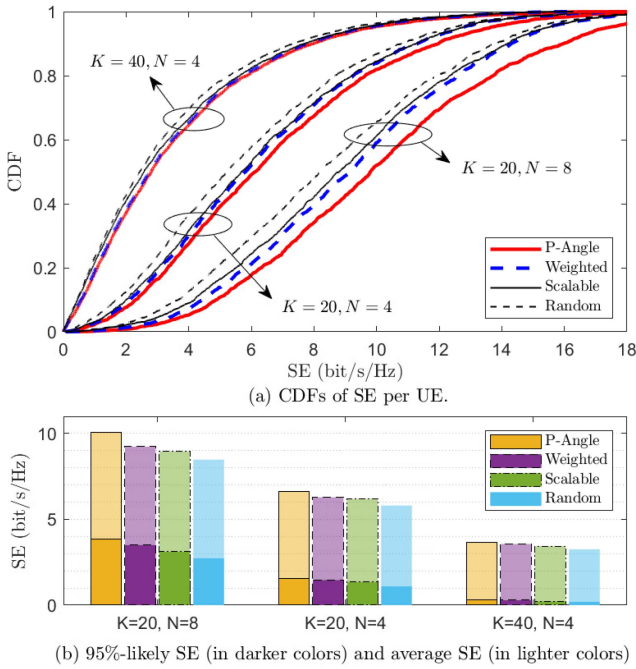 1
0.8
0.6
0.4
0.2
0
CDF
K = 40, N = 4
K = 20, N = 8
K = 20, N = 4
P-Angle
Weighted
Scalable
Random
0 2 4 6 8 10 12 14 16 18
SE (bit/s/Hz)
(a) CDFs of SE per UE.
10
5
0
SE (bit/s/Hz)
P-Angle
Weighted
Scalable
Random
K=20, N=8 K=20, N=4 K=40, N=4
(b) 95%-likely SE (in darker colors) and average SE (in lighter colors)